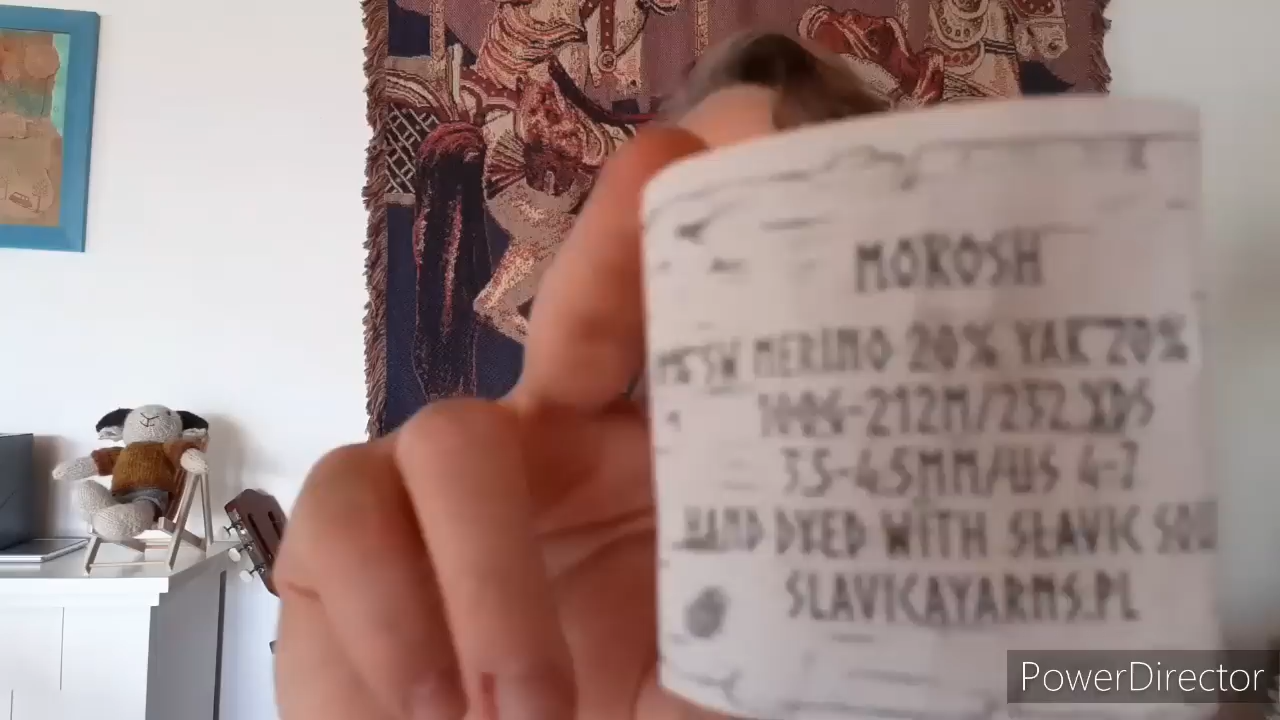 MOROSH
SW MERINO 20% YAK 20%
100G-212M/232 YDS
3.5-4.5MM/US 4-7
HAND DYED WITH SLAVIC SOU
SLAVICAYARNS.PL
PowerDirector